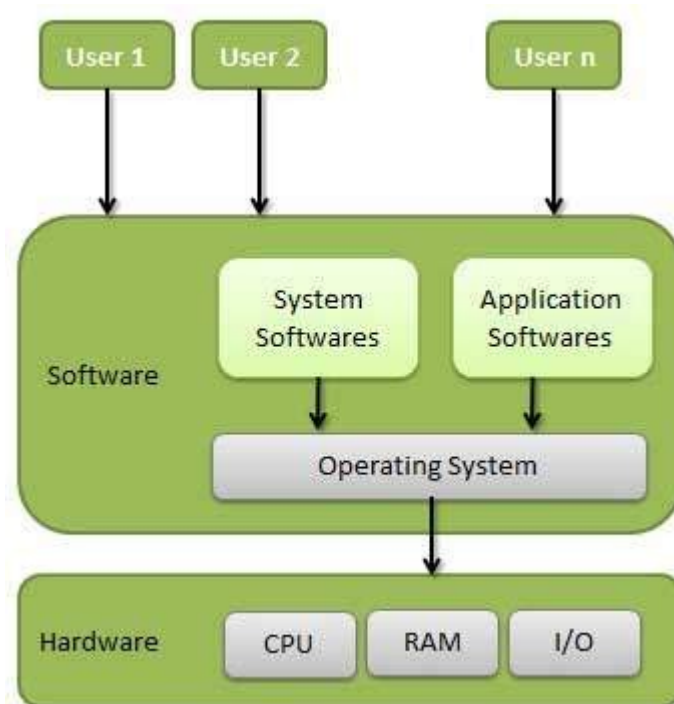 User 1
User 2
User n
System
Softwares
Application
Softwares
Software
Operating System
Hardware
CPU
RAM
I/O